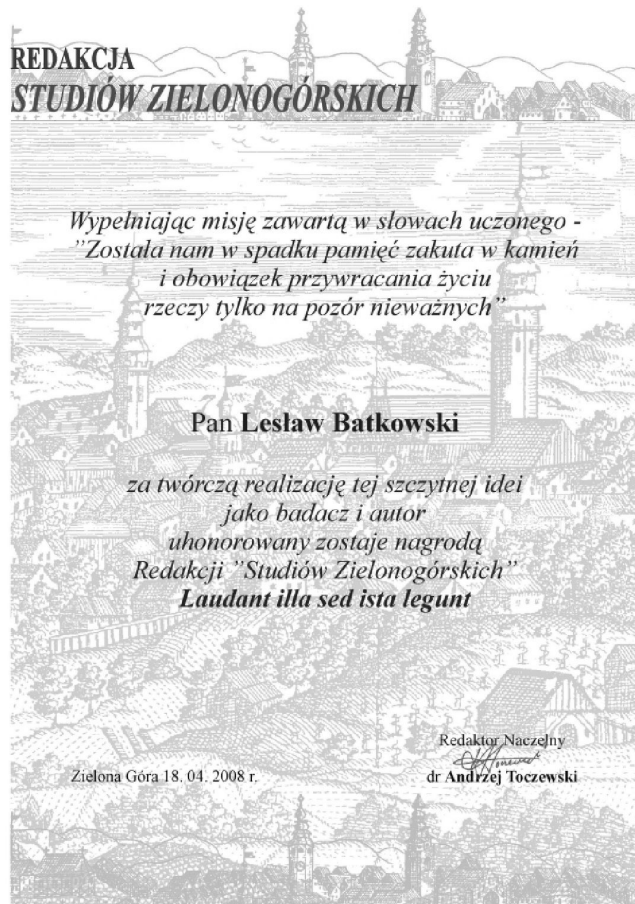 REDAKCJA
STUDIÓW ZIELONOGÓRSKICH
Wypełniając misję zawartą w słowach uczonego -
”Została nam w spadku pamięć zakuta w kamień
i obowiązek przywracania życiu
rzeczy tylko na pozór nieważnych”
Pan Lesław Batkowski
za twórczą realizację tej szczytnej idei
jako badacz i autor
uhonorowany zostaje nagrodą
Redakcji ”Studiów Zielonogórskich”
Laudant illa sed ista legunt
Redaktor Naczelny
Zielona Góra 18. 04. 2008 r.
dr Andrzej Toczewski